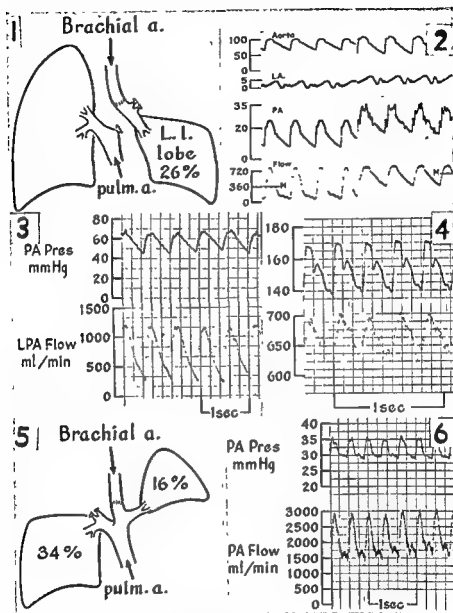 1
Brachial a.
L.I.
lobe
26%
pulm.a.
2
Aorta
100
50
0
L.A.
5
0
PA
35
20
0
Flow
720
360
M
M
3
PA Pres
mmHg
80
60
40
20
0
LPA Flow
ml/min
1500
1000
500
0
1sec
4
180
160
140
700
650
600
1sec
5
Brachial a.
16%
34%
pulm.a.
6
PA Pres
mmHg
35
30
25
20
PA Flow
ml/min
3000
2500
2000
1500
500
0
1sec